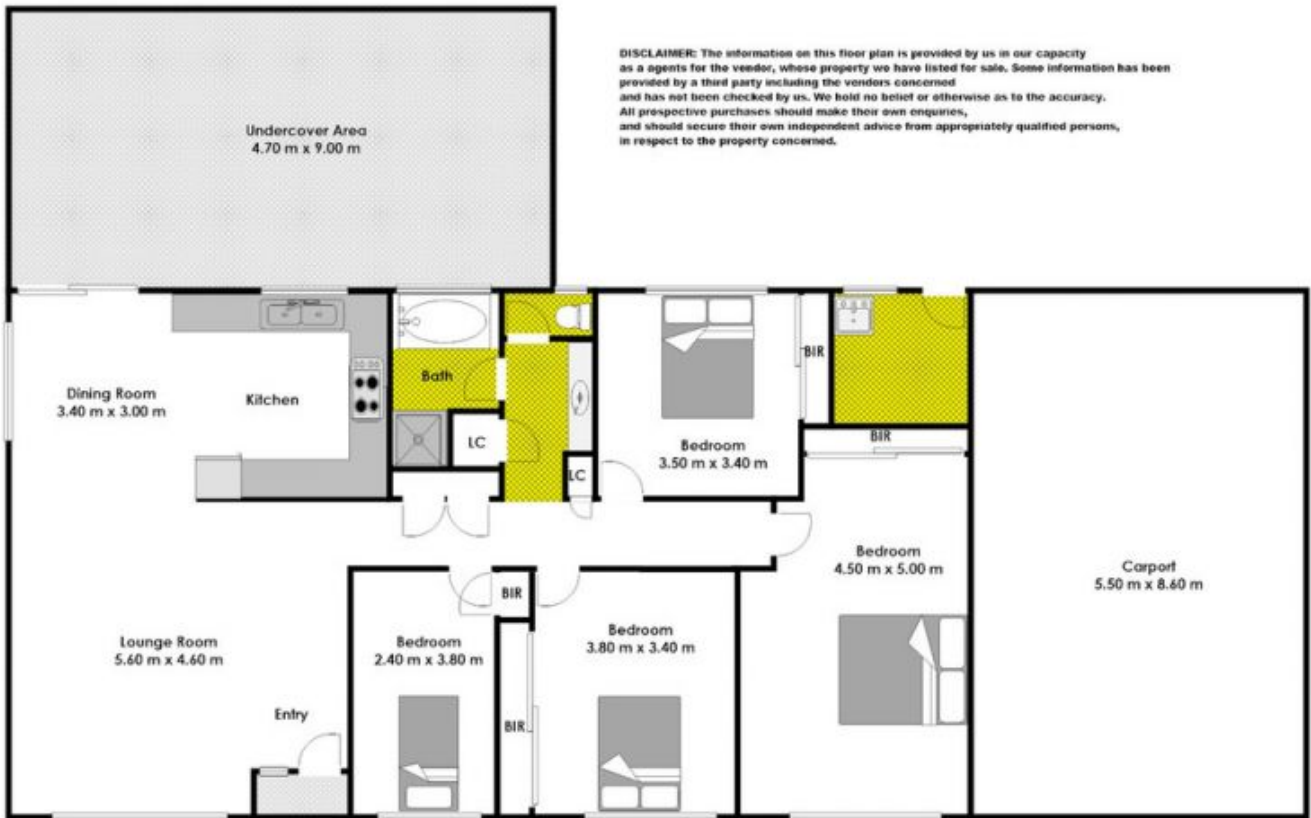 DISCLAIMER: The information on this floor plan is provided by us in our capacity
as a agents for the vendor, whose property we have listed for sale. Some information has been
provided by a third party including the vendors concerned
and has not been checked by us. We hold no belief or otherwise as to the accuracy.
All prospective purchases should make their own enquiries,
and should secure their own independent advice from appropriately qualified persons,
in respect to the property concerned.
Undercover Area
4.70 m x 9.00 m
Bath
BIR
Dining Room
3.40 m x 3.00 m
Kitchen
LC
Bedroom
3.50 m x 3.40 m
BIR
LC
Bedroom
4.50 m x 5.00 m
Carport
5.50 m x 8.60 m
BIR
Lounge Room
5.60 m x 4.60 m
Bedroom
2.40 m x 3.80 m
Bedroom
3.80 m x 3.40 m
Entry
BIR